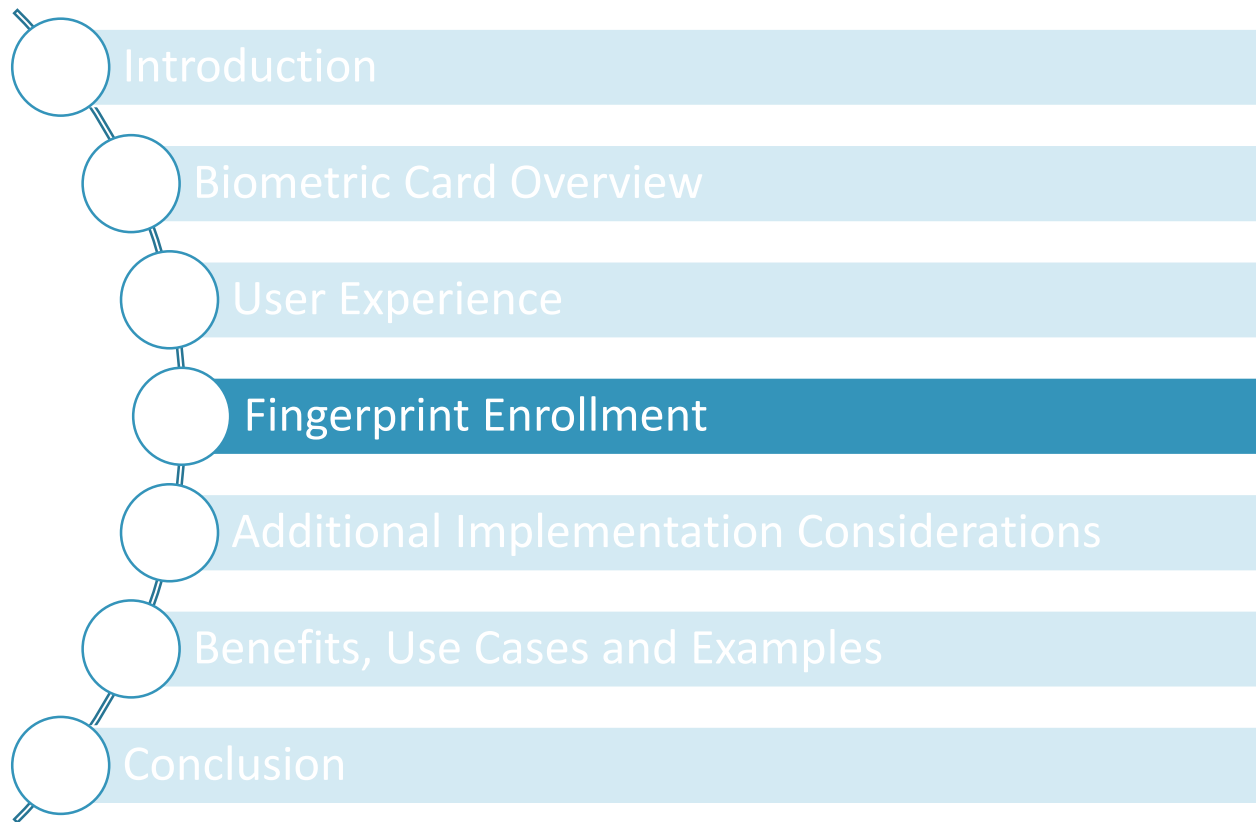 Introduction
Biometric Card Overview
User Experience
Fingerprint Enrollment
Additional Implementation Considerations
Benefits, Use Cases and Examples
Conclusion